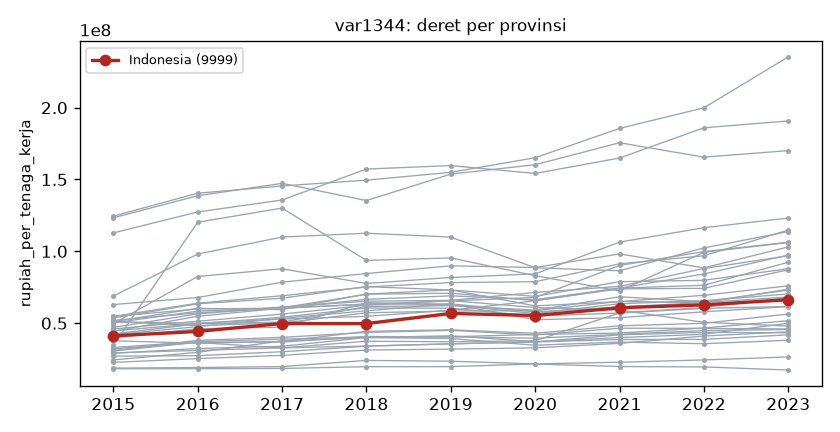 var1344: deret per provinsi
1e8
Indonesia (9999)
rupiah_per_tenaga_kerja
2.0
1.5
1.0
0.5
2015 2016 2017 2018 2019 2020 2021 2022 2023